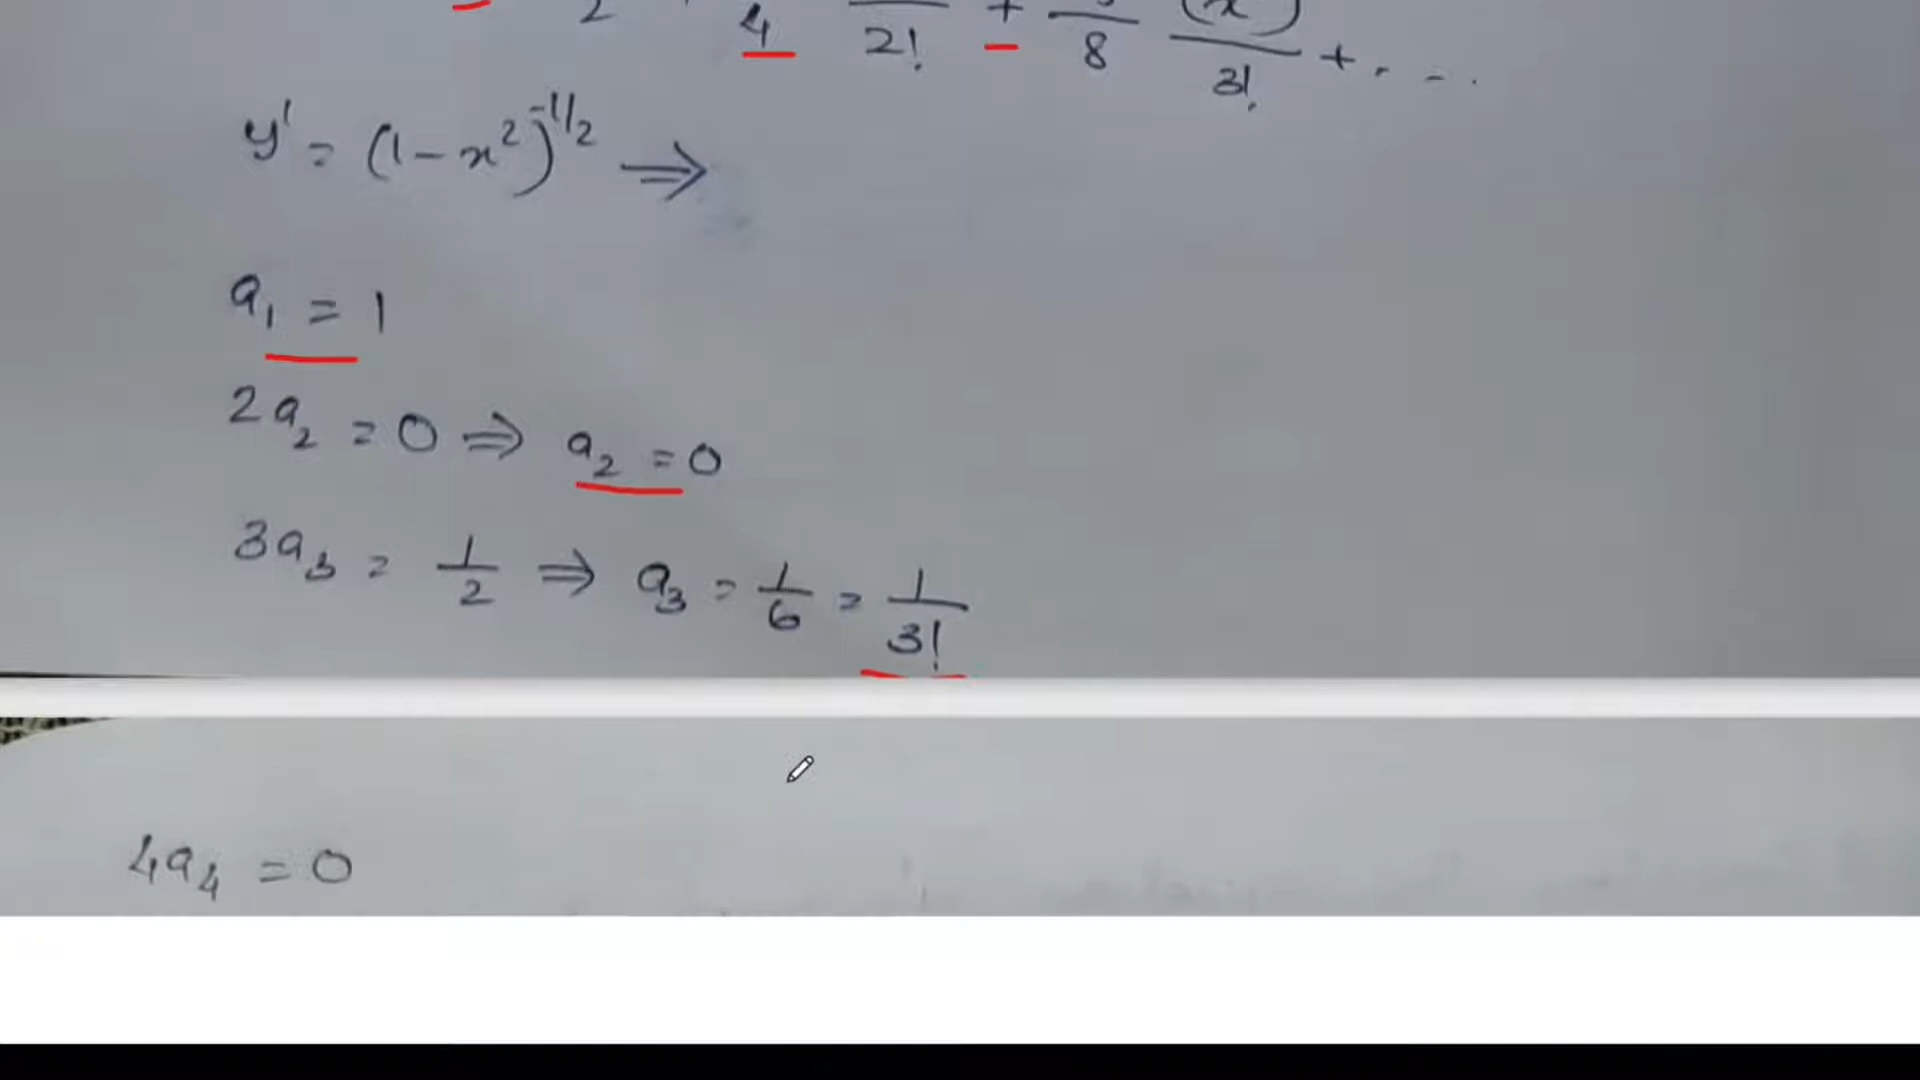 2 4 2! + 8 (x ) 3! + . - - .
y' = (1 - x²)^-1/2 ⇒
a₁ = 1
2a₂ = 0 ⇒ a₂ = 0
3a₃ = 1/2 ⇒ a₃ = 1/6 = 1/3!
4a₄ = 0